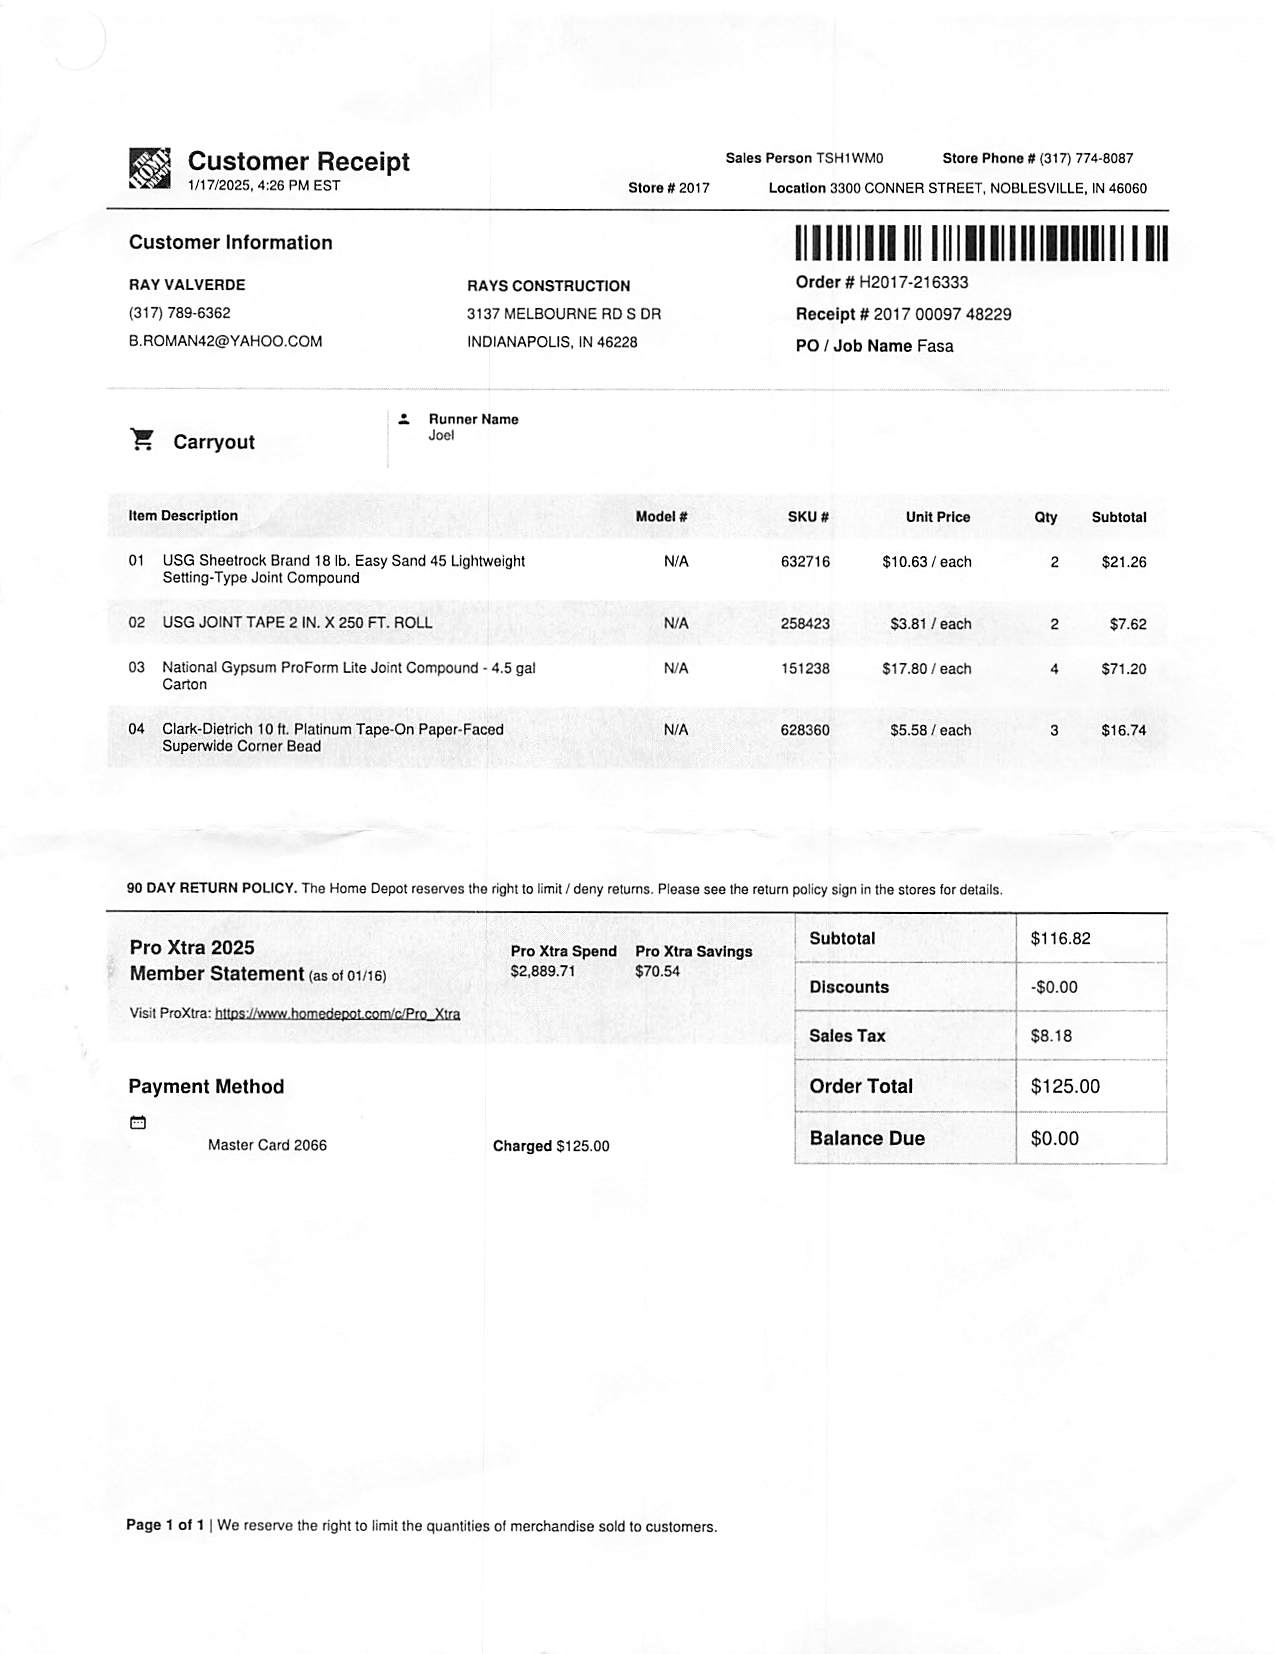 THE HOME DEPOT
Customer Receipt
1/17/2025, 4:26 PM EST
Sales Person TSH1WM0 Store Phone # (317) 774-8087
Store # 2017 Location 3300 CONNER STREET, NOBLESVILLE, IN 46060
Customer Information
RAY VALVERDE
(317) 789-6362
B.ROMAN42@YAHOO.COM
RAYS CONSTRUCTION
3137 MELBOURNE RD S DR
INDIANAPOLIS, IN 46228
Order # H2017-216333
Receipt # 2017 00097 48229
PO / Job Name Fasa
Carryout
Runner Name
Joel
Item Description Model # SKU # Unit Price Qty Subtotal
01 USG Sheetrock Brand 18 lb. Easy Sand 45 Lightweight N/A 632716 $10.63 / each 2 $21.26
Setting-Type Joint Compound
02 USG JOINT TAPE 2 IN. X 250 FT. ROLL N/A 258423 $3.81 / each 2 $7.62
03 National Gypsum ProForm Lite Joint Compound - 4.5 gal N/A 151238 $17.80 / each 4 $71.20
Carton
04 Clark-Dietrich 10 ft. Platinum Tape-On Paper-Faced N/A 628360 $5.58 / each 3 $16.74
Superwide Corner Bead
90 DAY RETURN POLICY. The Home Depot reserves the right to limit / deny returns. Please see the return policy sign in the stores for details.
Pro Xtra 2025
Member Statement (as of 01/16)
Pro Xtra Spend Pro Xtra Savings
$2,889.71 $70.54
Visit ProXtra: https://www.homedepot.com/c/Pro_Xtra
Payment Method
Master Card 2066 Charged $125.00
Subtotal $116.82
Discounts -$0.00
Sales Tax $8.18
Order Total $125.00
Balance Due $0.00
Page 1 of 1 | We reserve the right to limit the quantities of merchandise sold to customers.